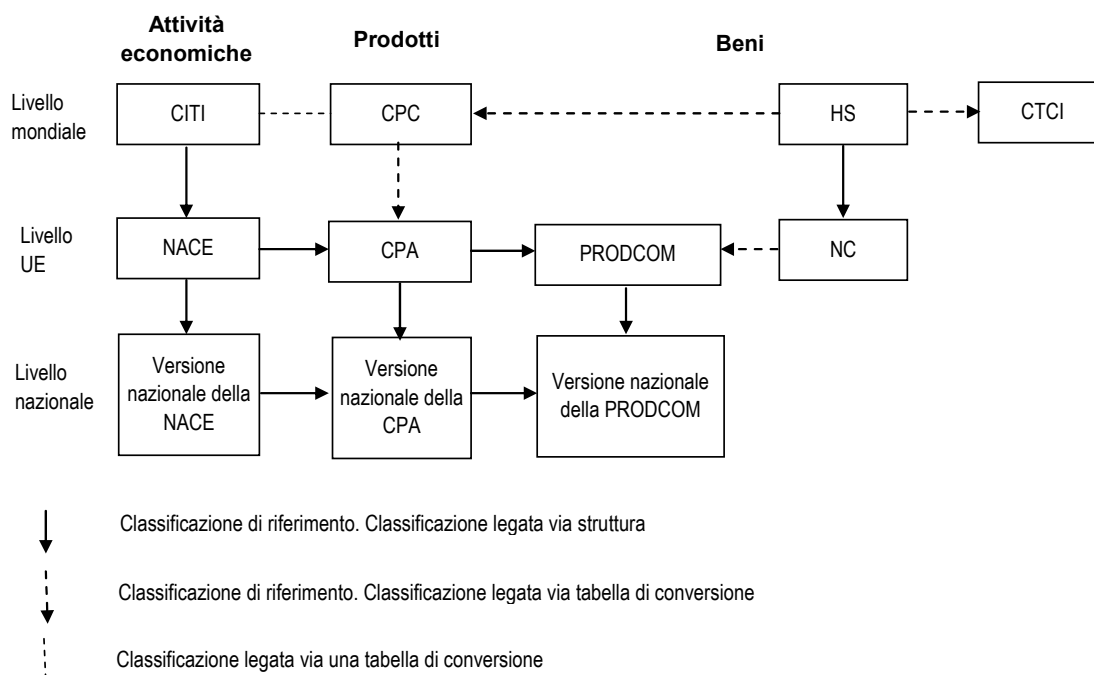 Attività
economiche
Prodotti
Beni
Livello
mondiale
CITI
CPC
HS
CTCI
Livello
UE
NACE
CPA
PRODCOM
NC
Livello
nazionale
Versione
nazionale della
NACE
Versione
nazionale della
CPA
Versione nazionale
della PRODCOM
Classificazione di riferimento. Classificazione legata via struttura
Classificazione di riferimento. Classificazione legata via tabella di conversione
Classificazione legata via una tabella di conversione